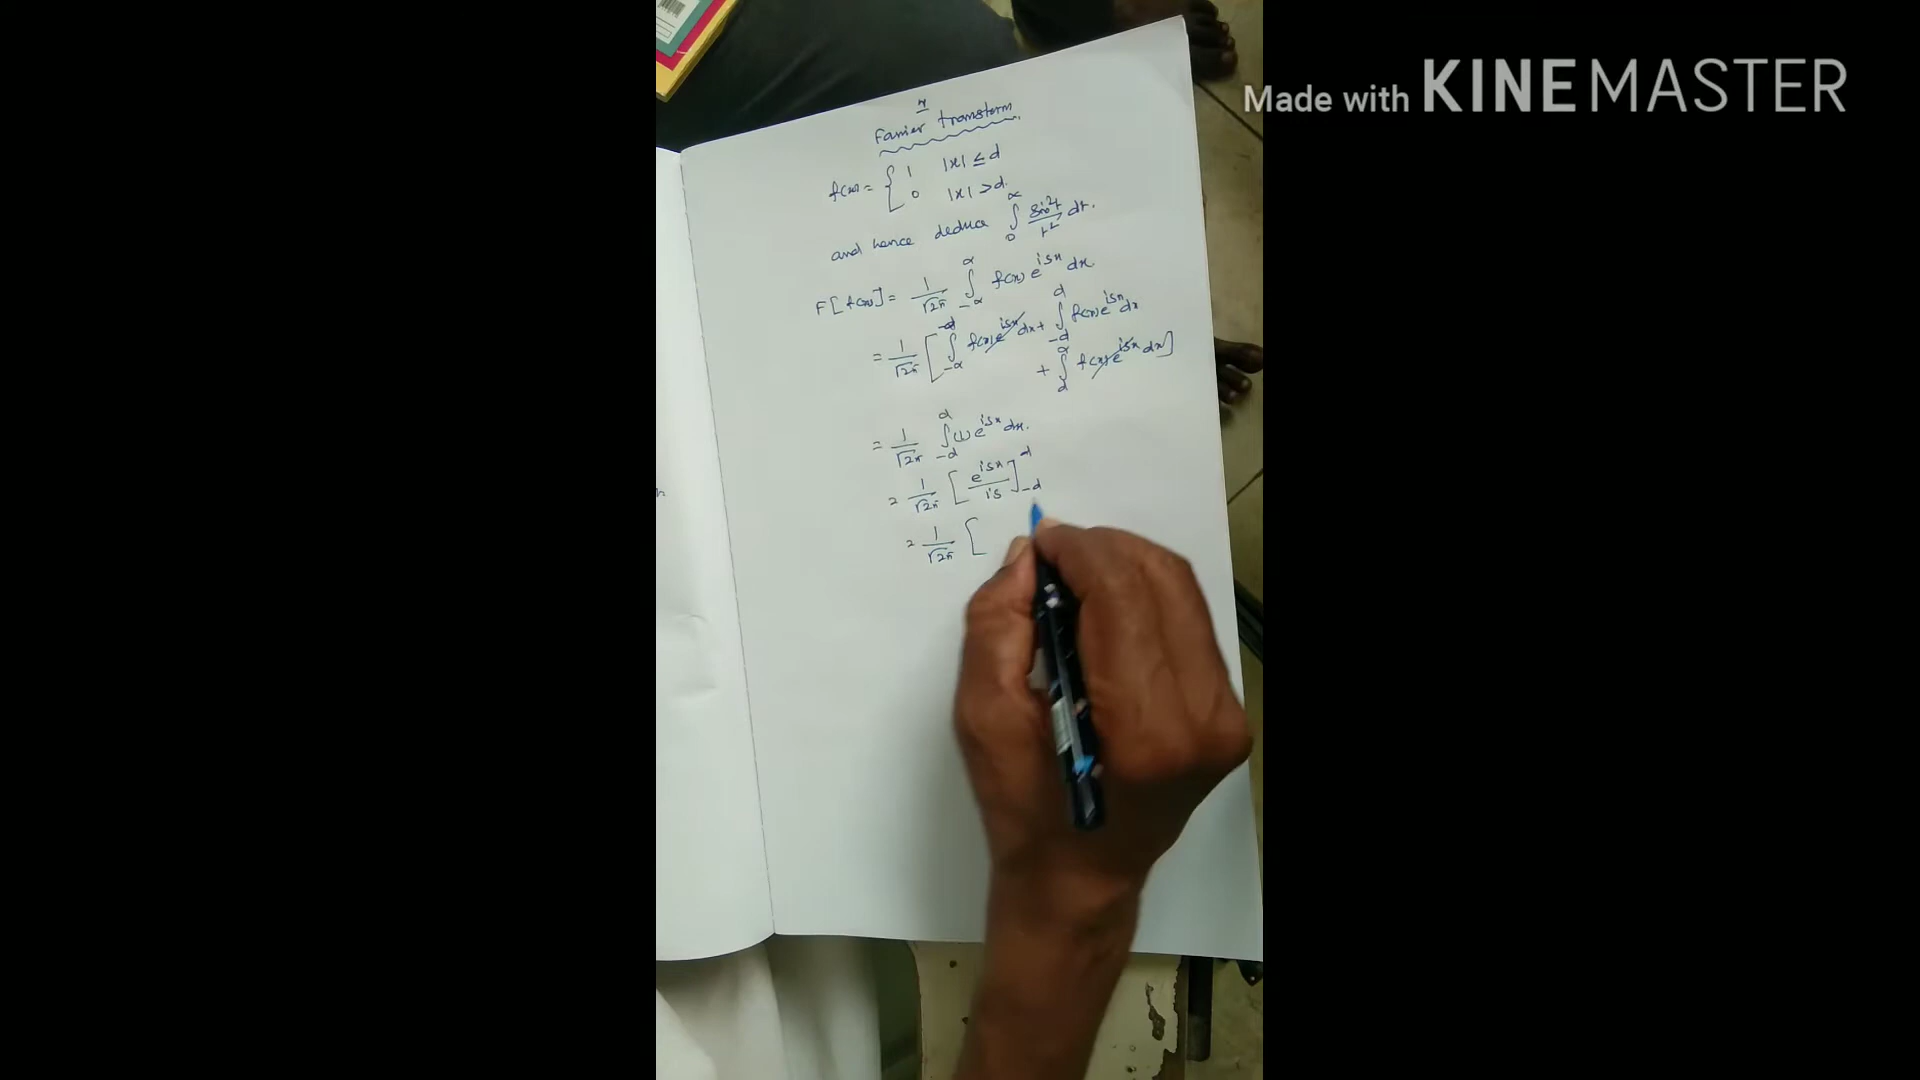 Made with KINEMASTER
Fourier transform
f(x) = { 1 |x| ≤ d
0 |x| > d.
and hence deduce ∫₀^∝ sin²t/t² dt.
F[f(x)] = 1/√2π ∫₋∝^∝ f(x) e^isx dx
= 1/√2π [ ∫₋∝^-d f(x) e^isx dx + ∫₋d^d f(x) e^isx dx
+ ∫d^∝ f(x) e^isx dx ]
= 1/√2π ∫₋d^d (1) e^isx dx.
= 1/√2π [ e^isx/is ]₋d^d
= 1/√2π [